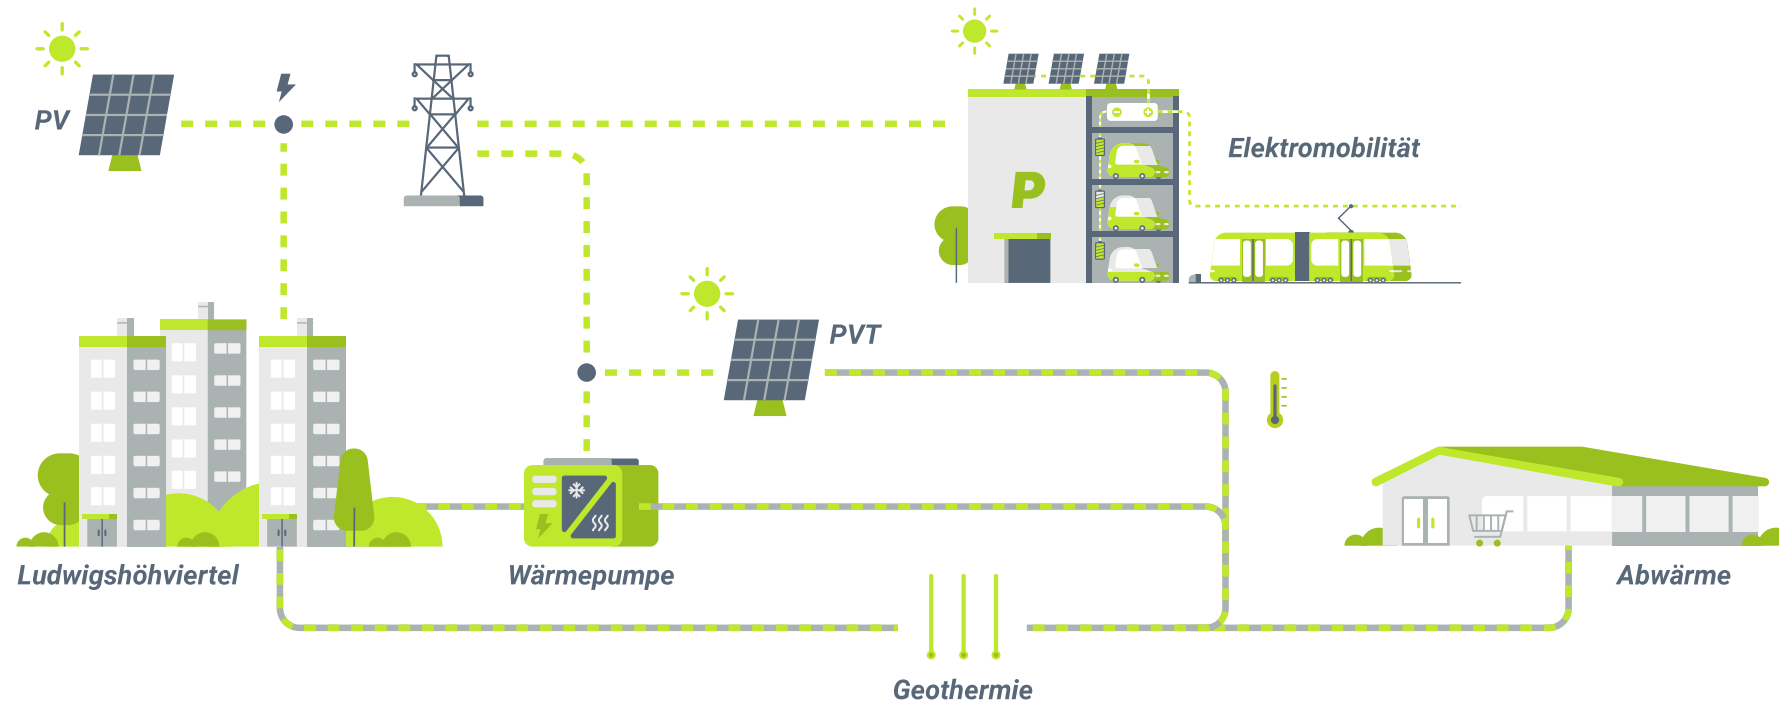 PV
Elektromobilität
P
PVT
Ludwigshöhviertel
Wärmepumpe
Abwärme
Geothermie